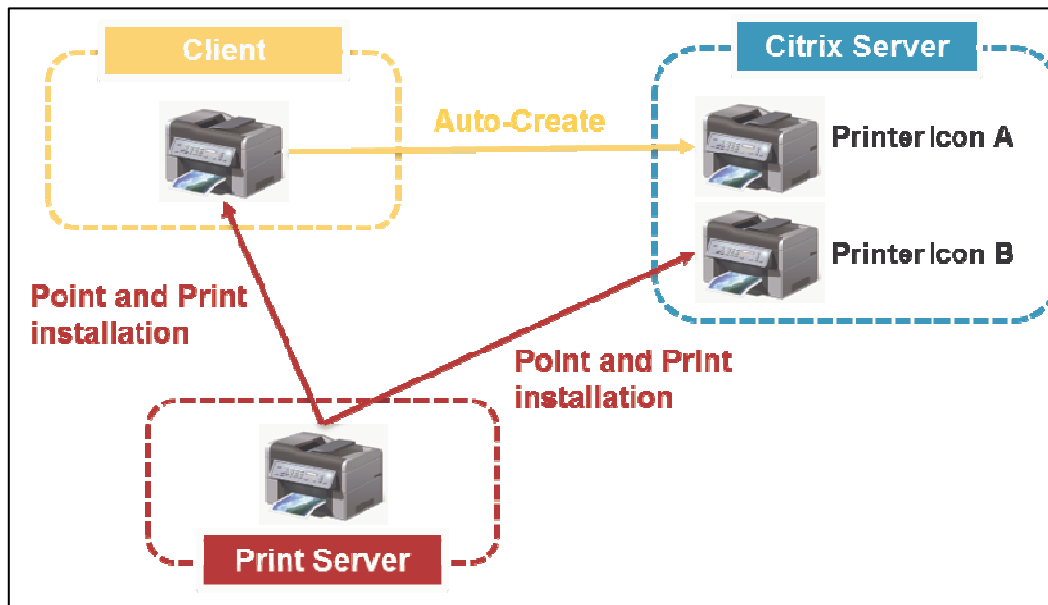 Client
Citrix Server
Auto-Create
Printer Icon A
Printer Icon B
Point and Print
installation
Point and Print
installation
Print Server